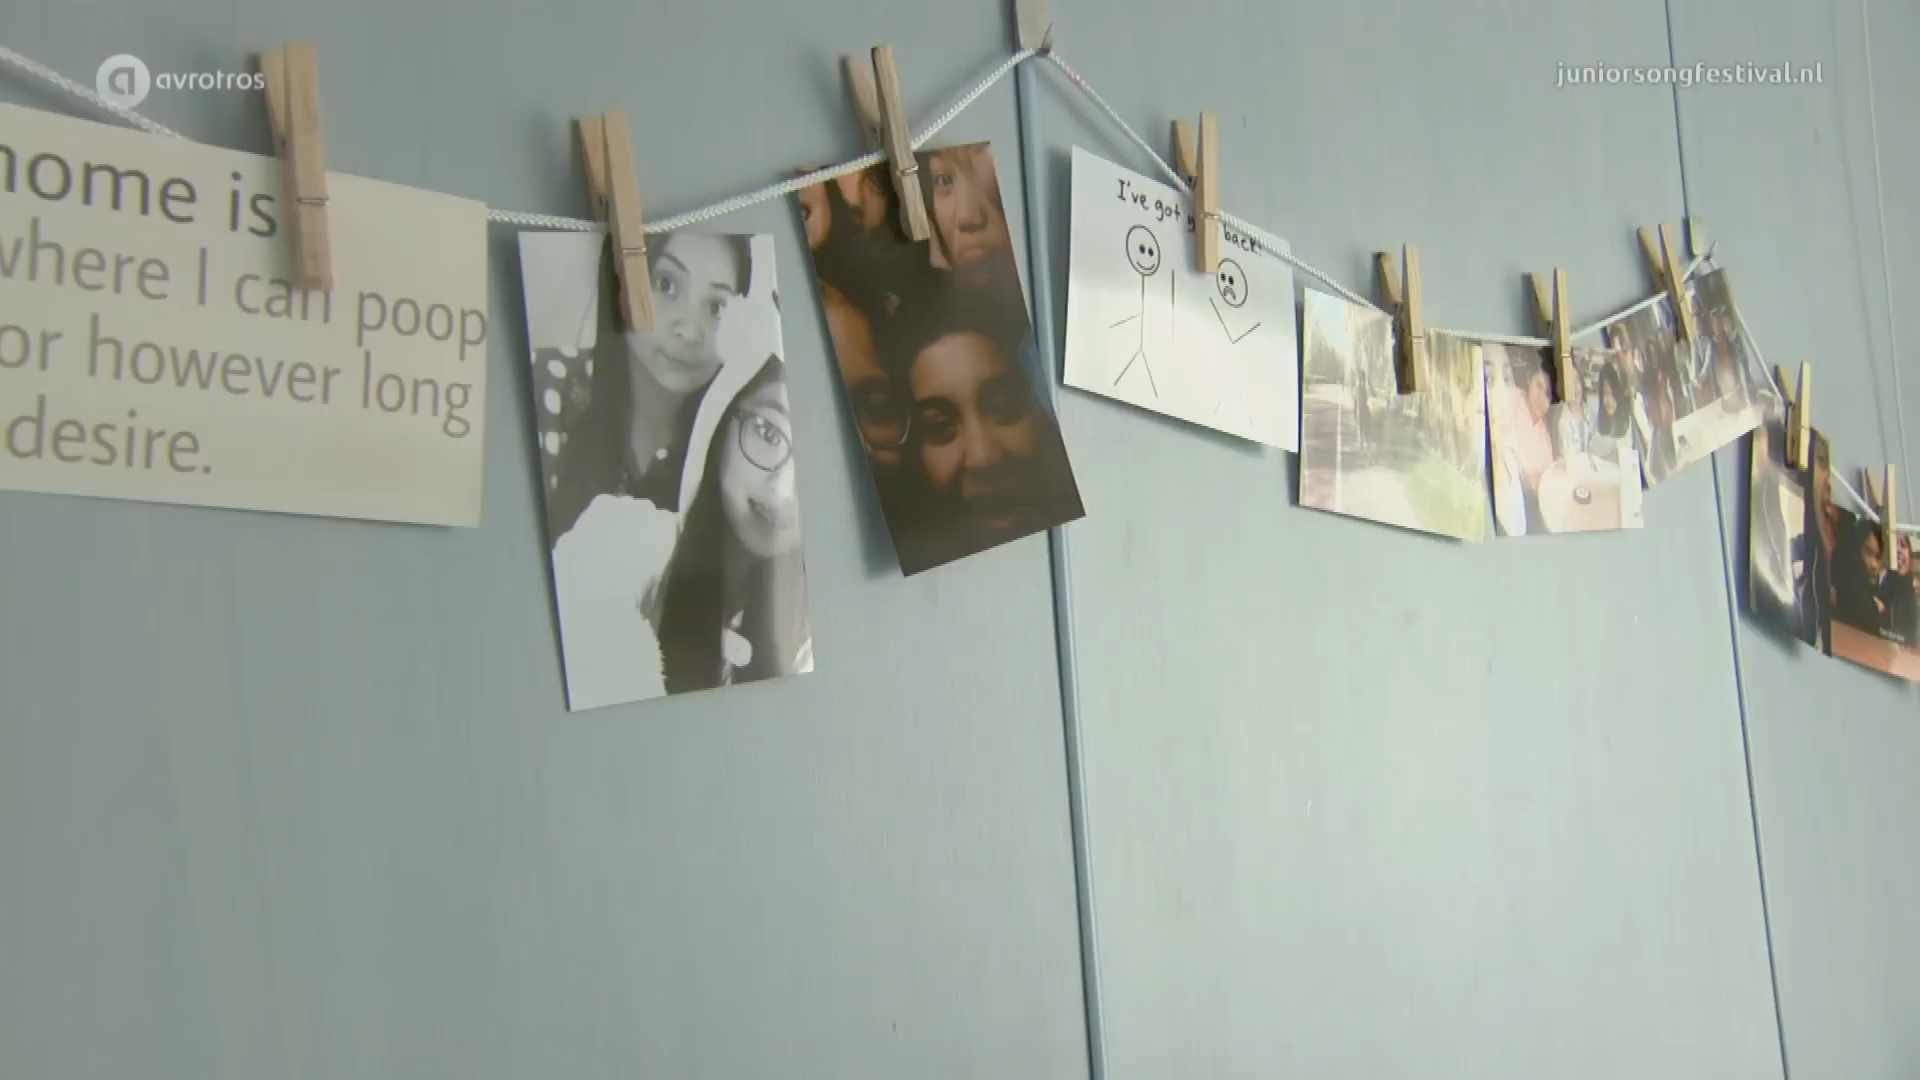 avrotros
juniorsongfestival.nl
home is
where I can poop
or however long
desire.
I've got
back!